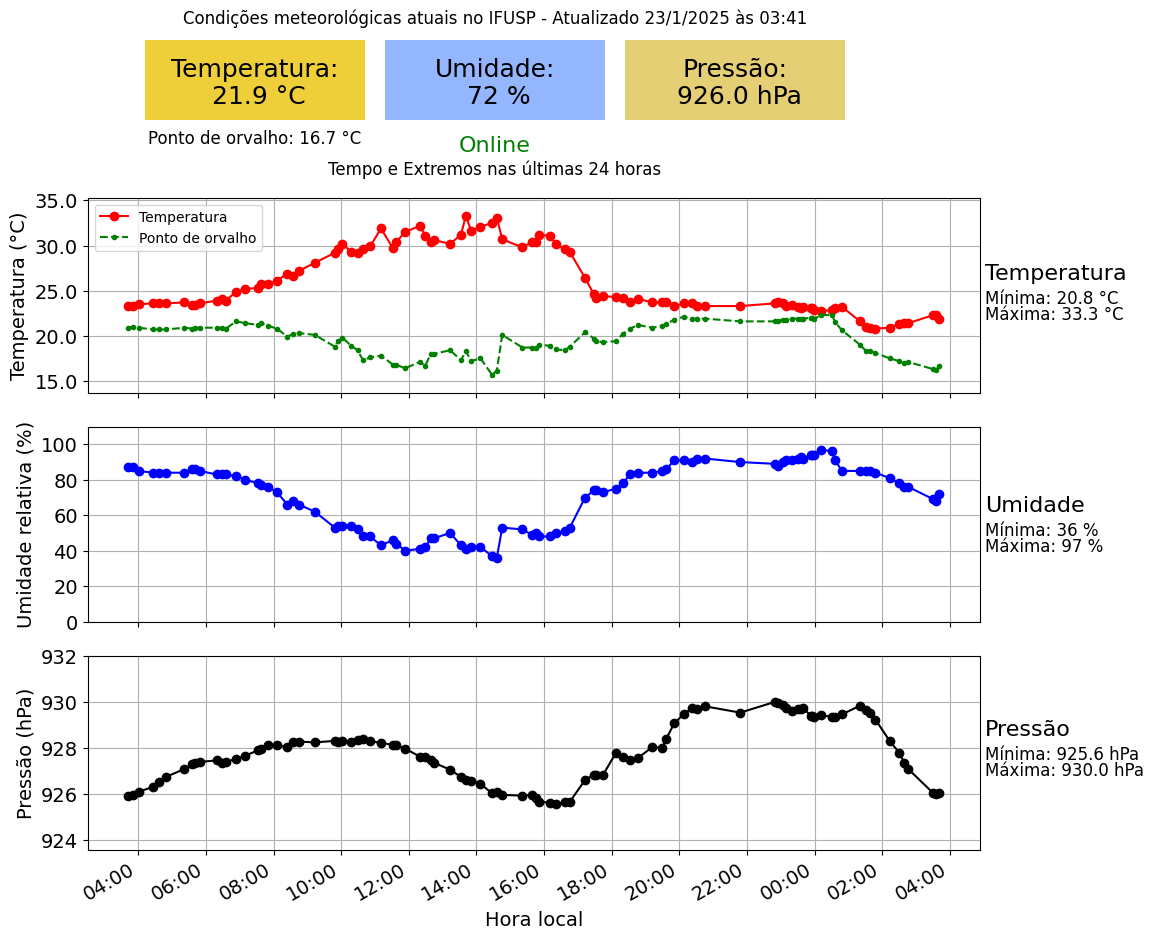 Condições meteorológicas atuais no IFUSP - Atualizado 23/1/2025 às 03:41
Temperatura:
21.9 °C
Umidade:
72 %
Pressão:
926.0 hPa
Ponto de orvalho: 16.7 °C
Online
Tempo e Extremos nas últimas 24 horas
Temperatura (°C)
35.0
30.0
25.0
20.0
15.0
Temperatura
Ponto de orvalho
Temperatura
Mínima: 20.8 °C
Máxima: 33.3 °C
Umidade relativa (%)
100
80
60
40
20
0
Umidade
Mínima: 36 %
Máxima: 97 %
Pressão (hPa)
932
930
928
926
924
Pressão
Mínima: 925.6 hPa
Máxima: 930.0 hPa
04:00 06:00 08:00 10:00 12:00 14:00 16:00 18:00 20:00 22:00 00:00 02:00 04:00
Hora local